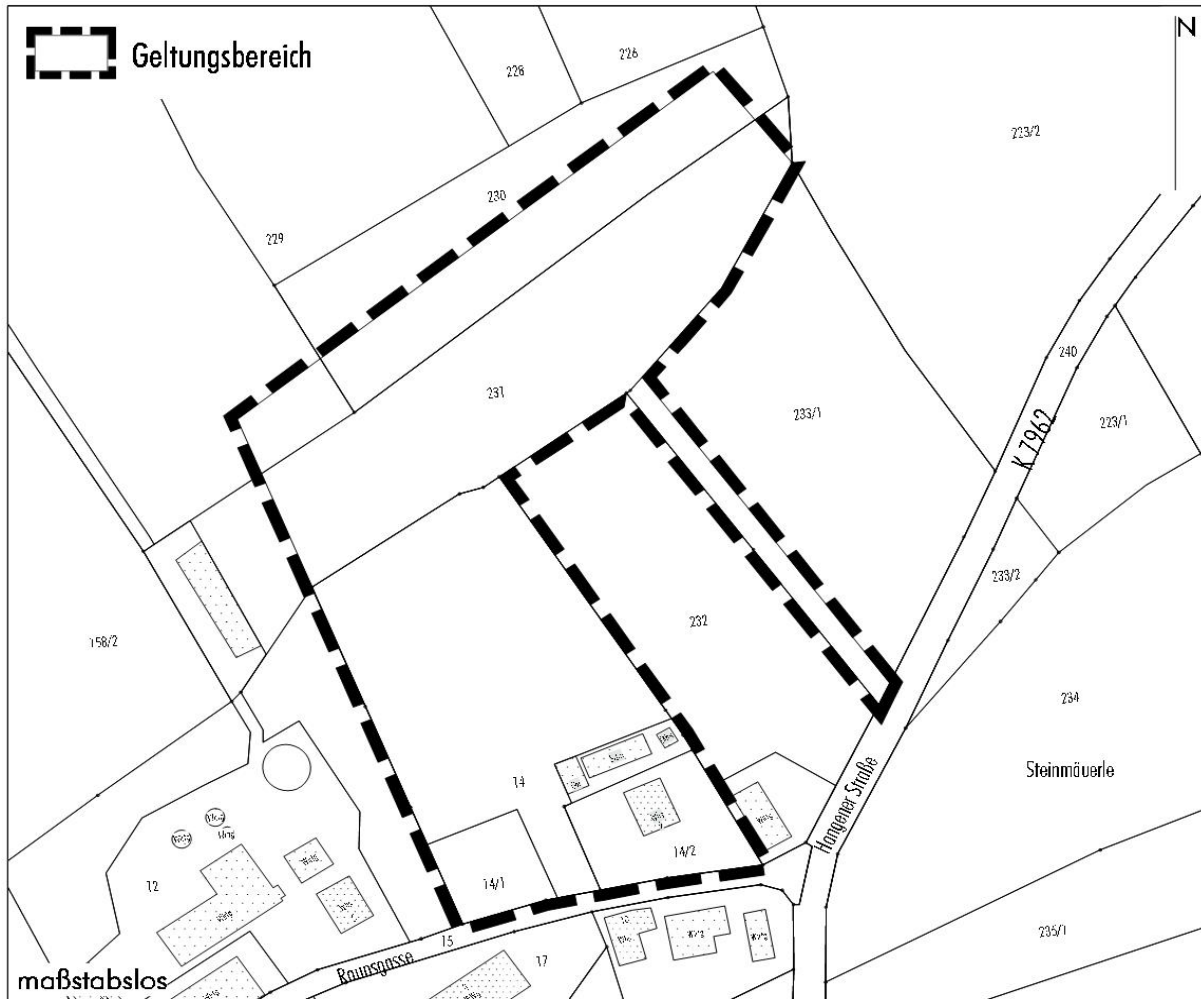 Geltungsbereich
N
226
228
223/2
230
229
240
231
233/1
223/1
K 7962
233/2
158/2
232
234
Steinmäuerle
14
Hangener Straße
14/2
12
14/1
15
235/1
17
Raunsgasse
maßstabslos